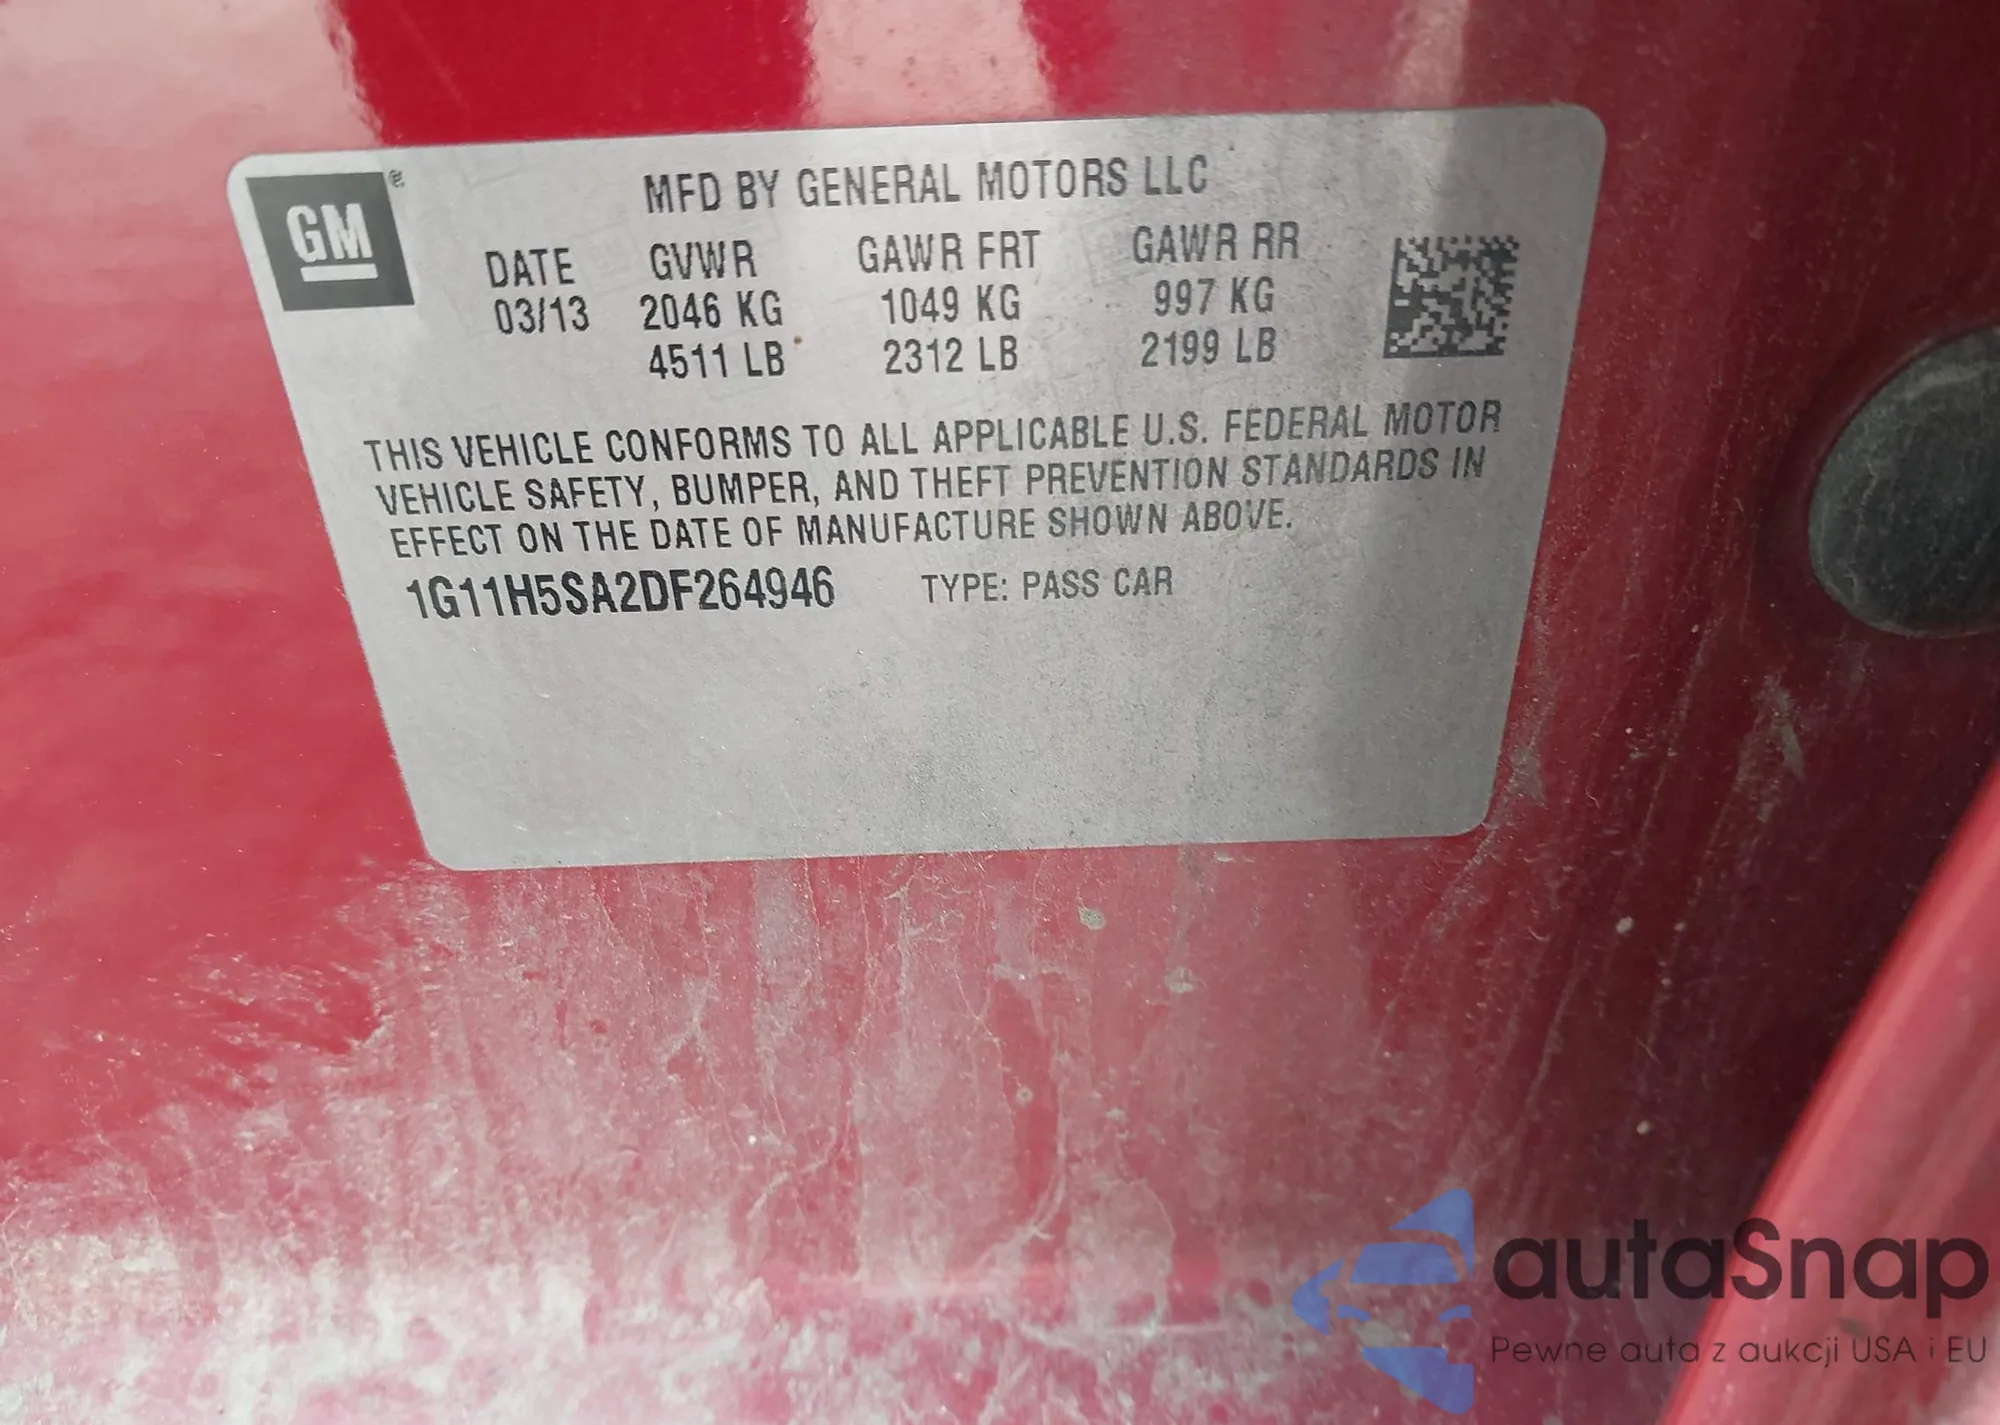 GM®
MFD BY GENERAL MOTORS LLC
DATE GVWR GAWR FRT GAWR RR
03/13 2046 KG 1049 KG 997 KG
4511 LB 2312 LB 2199 LB
THIS VEHICLE CONFORMS TO ALL APPLICABLE U.S. FEDERAL MOTOR
VEHICLE SAFETY, BUMPER, AND THEFT PREVENTION STANDARDS IN
EFFECT ON THE DATE OF MANUFACTURE SHOWN ABOVE.
1G11H5SA2DF264946 TYPE: PASS CAR
autaSnap
Pewne auta z aukcji USA i EU